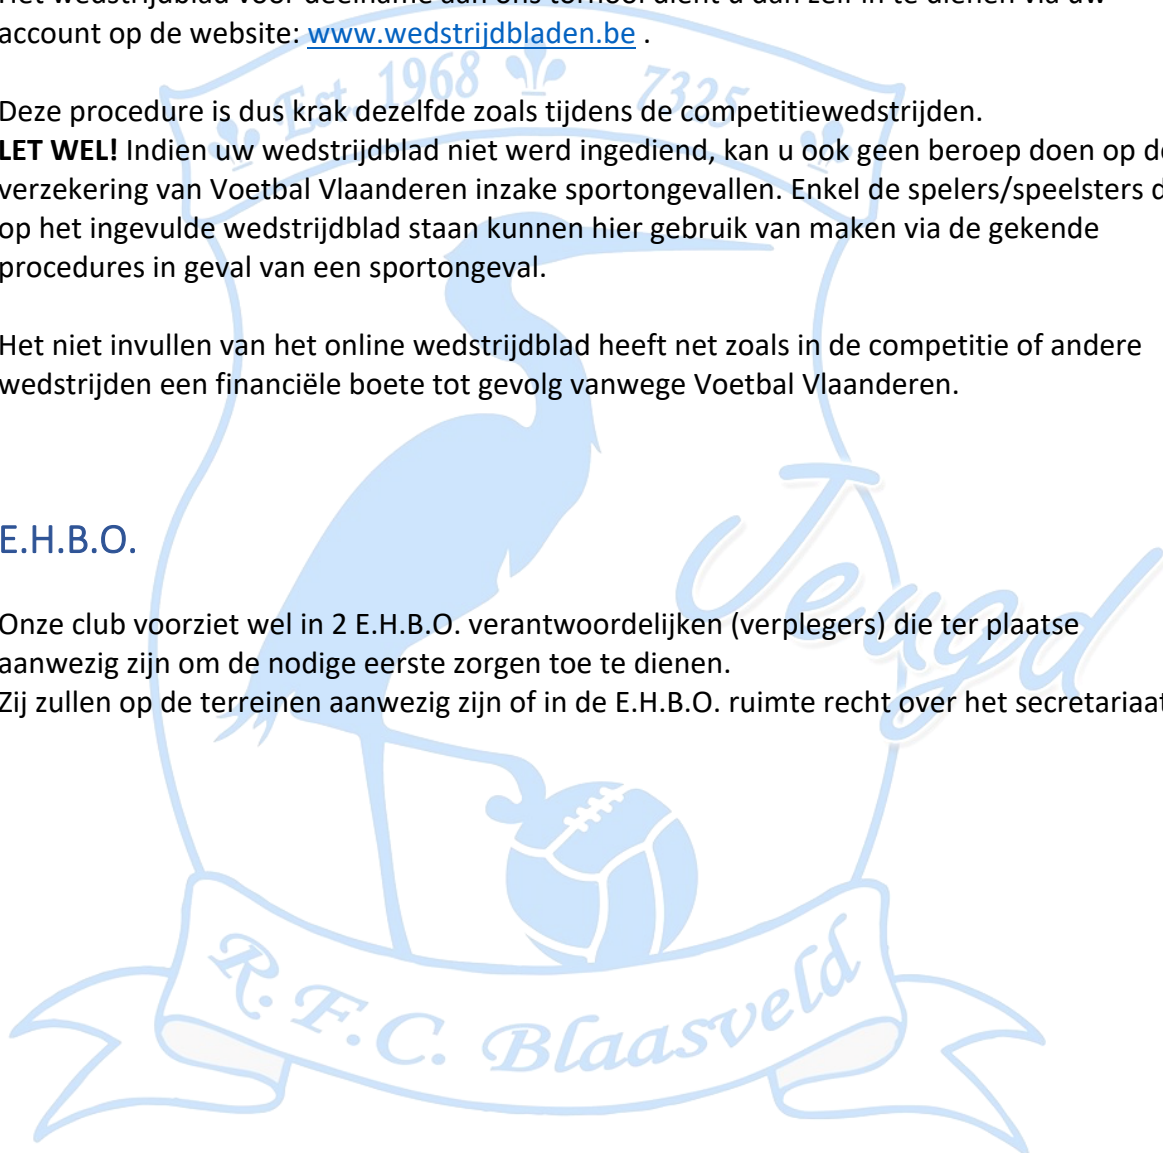 account op de website: www.wedstrijdbladen.be .
Est. 1968 7325
Deze procedure is dus krak dezelfde zoals tijdens de competitiewedstrijden.
LET WEL! Indien uw wedstrijdblad niet werd ingediend, kan u ook geen beroep doen op de
verzekering van Voetbal Vlaanderen inzake sportongevallen. Enkel de spelers/speelsters d
op het ingevulde wedstrijdblad staan kunnen hier gebruik van maken via de gekende
procedures in geval van een sportongeval.
Het niet invullen van het online wedstrijdblad heeft net zoals in de competitie of andere
wedstrijden een financiële boete tot gevolg vanwege Voetbal Vlaanderen.
Jeugd
E.H.B.O.
Onze club voorziet wel in 2 E.H.B.O. verantwoordelijken (verplegers) die ter plaatse
aanwezig zijn om de nodige eerste zorgen toe te dienen.
Zij zullen op de terreinen aanwezig zijn of in de E.H.B.O. ruimte recht over het secretariaat
R.F.C. Blaasveld